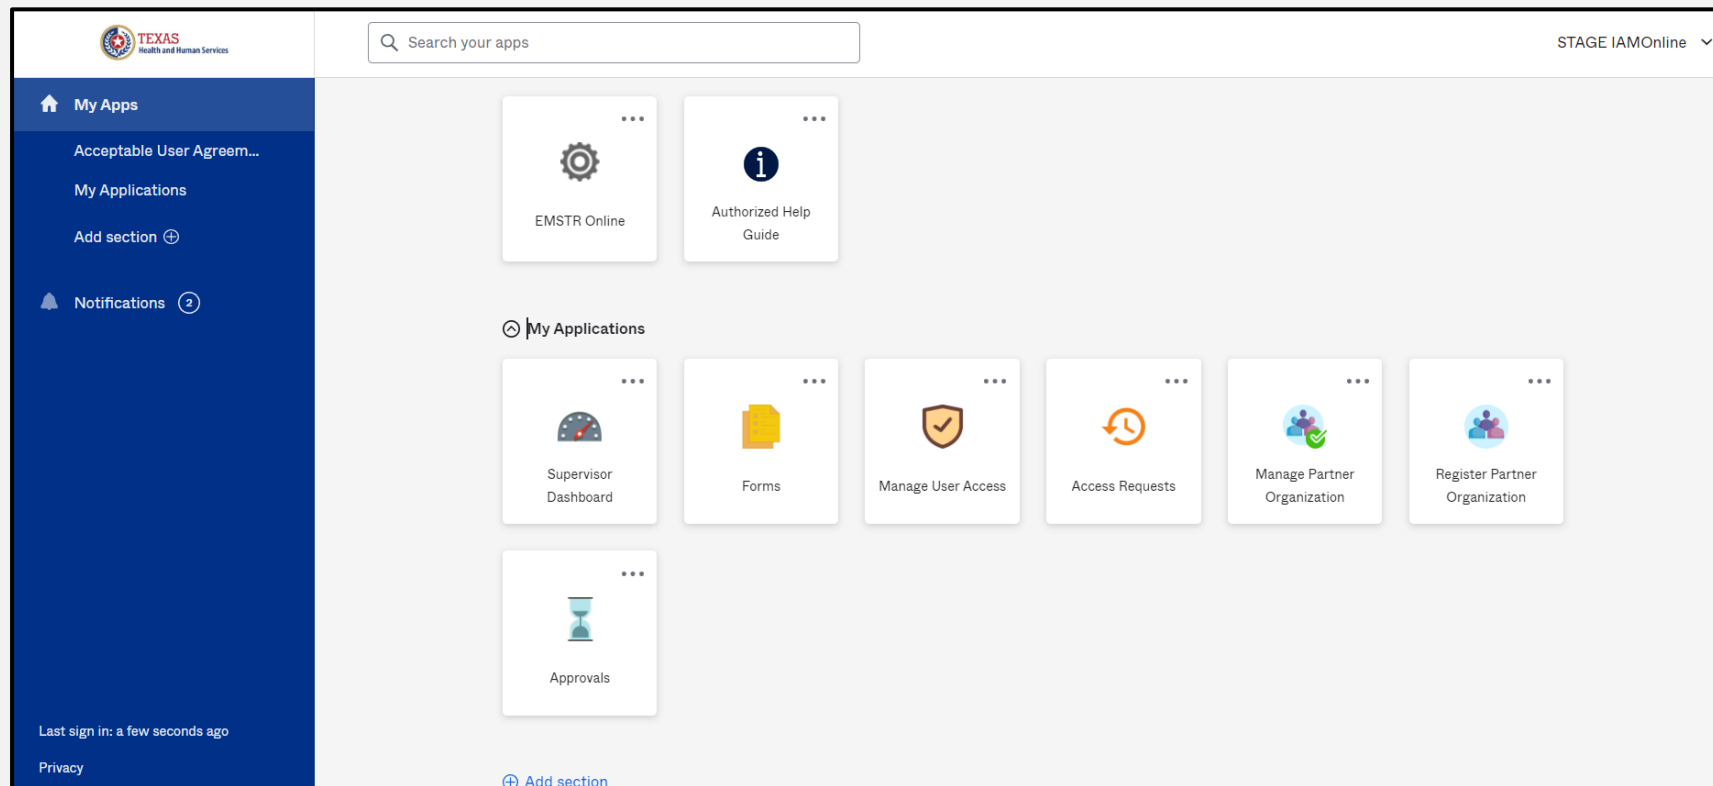 TEXAS
Health and Human Services
Search your apps
STAGE IAMOnline
My Apps
Acceptable User Agreem...
My Applications
Add section
Notifications 2
Last sign in: a few seconds ago
Privacy
EMSTR Online
Authorized Help
Guide
My Applications
Supervisor
Dashboard
Forms
Manage User Access
Access Requests
Manage Partner
Organization
Register Partner
Organization
Approvals
Add section